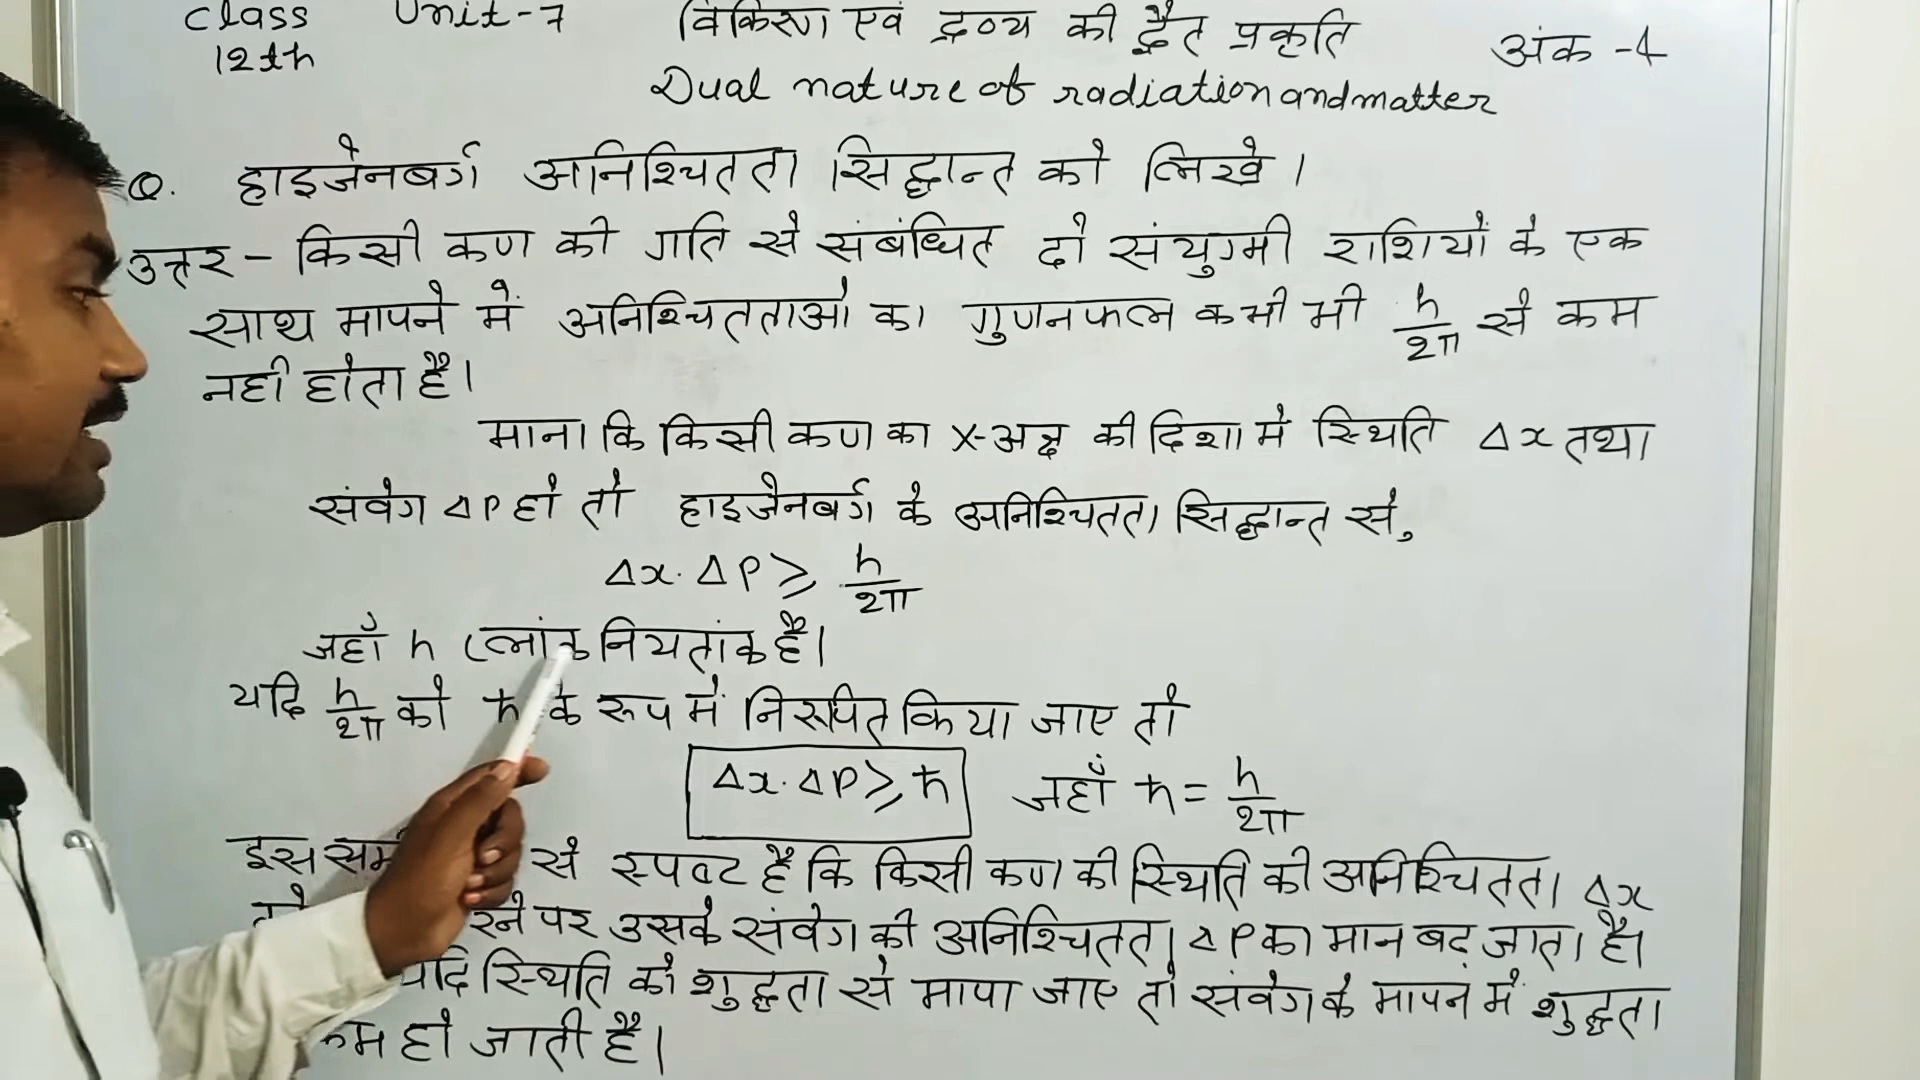 Class Unit-7 विकिरण एवं द्रव्य की द्वैत प्रकृति अंक -4
12th Dual nature of radiation and matter
Q. हाइजेनबर्ग अनिश्चितता सिद्धान्त को लिखे।
उत्तर - किसी कण की गति से संबंधित दो संयुग्मी राशियों के एक
साथ मापने में अनिश्चितताओ का गुणनफल कभी भी h/2π से कम
नही होता है।
माना कि किसी कण का X-अक्ष की दिशा मे स्थिति Δx तथा
संवेग ΔP हो तो हाइजेनबर्ग के अनिश्चितता सिद्धान्त से,
Δx·ΔP ≥ h/2π
जहाँ h प्लांक नियतांक है।
यदि h/2π को ħ के रूप में निरूपित किया जाए तो
Δx·ΔP ≥ ħ जहाँ ħ = h/2π
इस से स्पष्ट है कि किसी कण की स्थिति की अनिश्चितता Δx
पर उसके संवेग की अनिश्चितता ΔP का मान बढ़ जाता है।
यदि स्थिति को शुद्धता से मापा जाए तो संवेग के मापन में शुद्धता
हो जाती है।